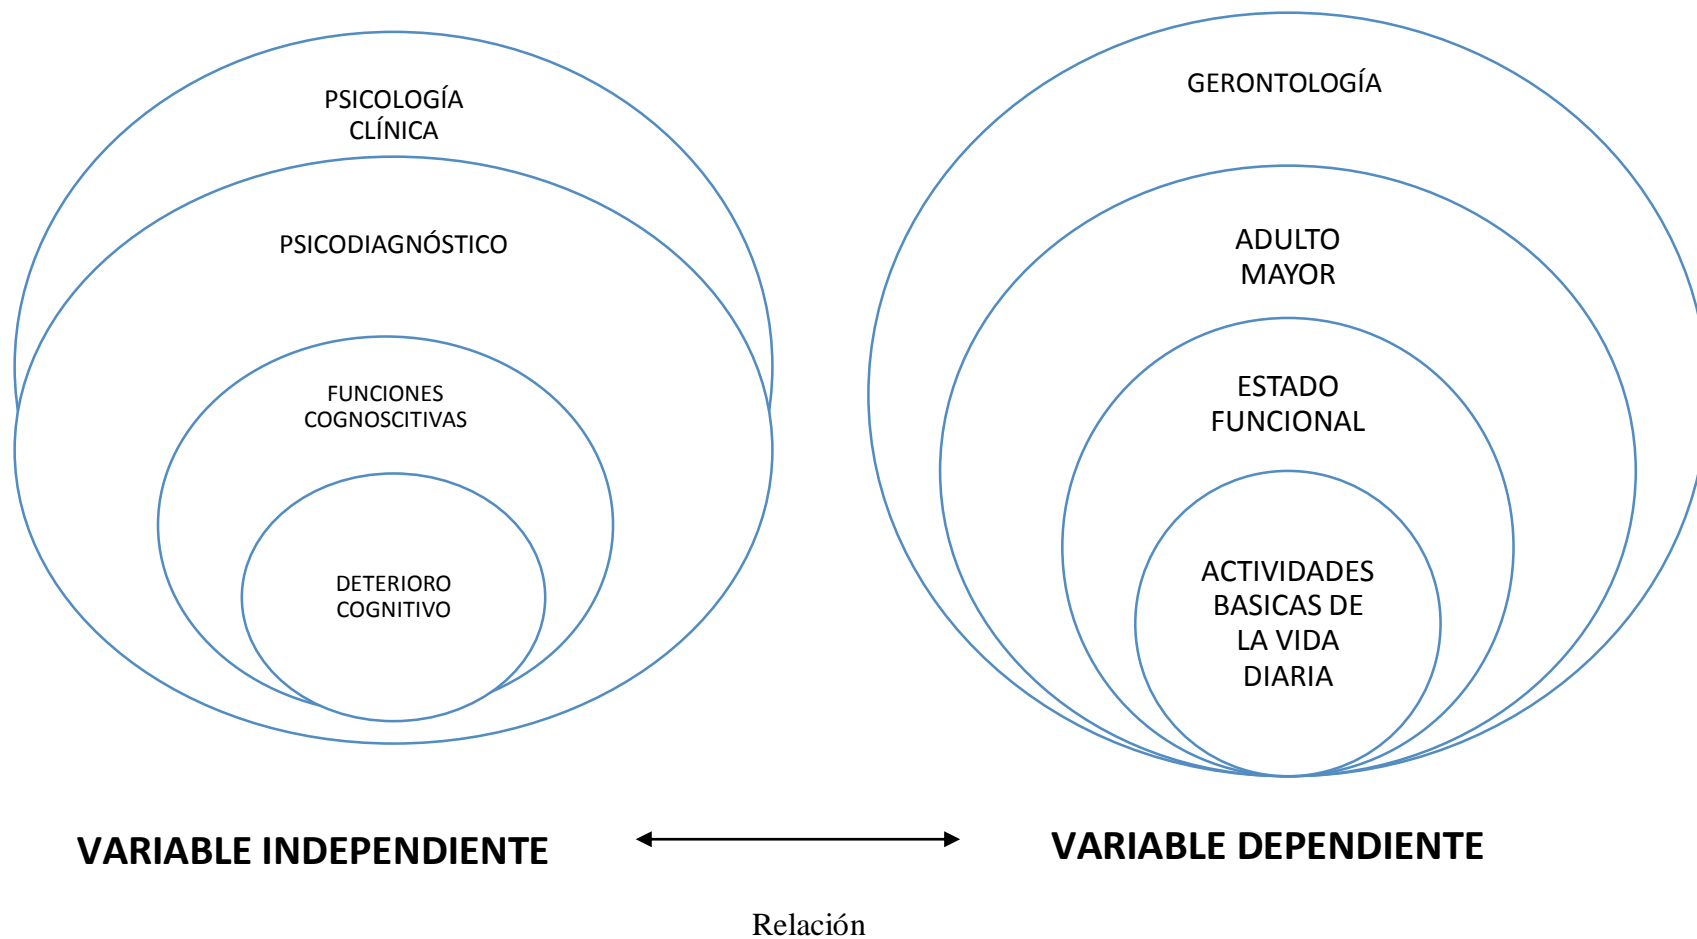 PSICOLOGÍA
CLÍNICA
PSICODIAGNÓSTICO
FUNCIONES
COGNOSCITIVAS
DETERIORO
COGNITIVO
GERONTOLOGÍA
ADULTO
MAYOR
ESTADO
FUNCIONAL
ACTIVIDADES
BASICAS DE
LA VIDA
DIARIA
VARIABLE INDEPENDIENTE
VARIABLE DEPENDIENTE
Relación